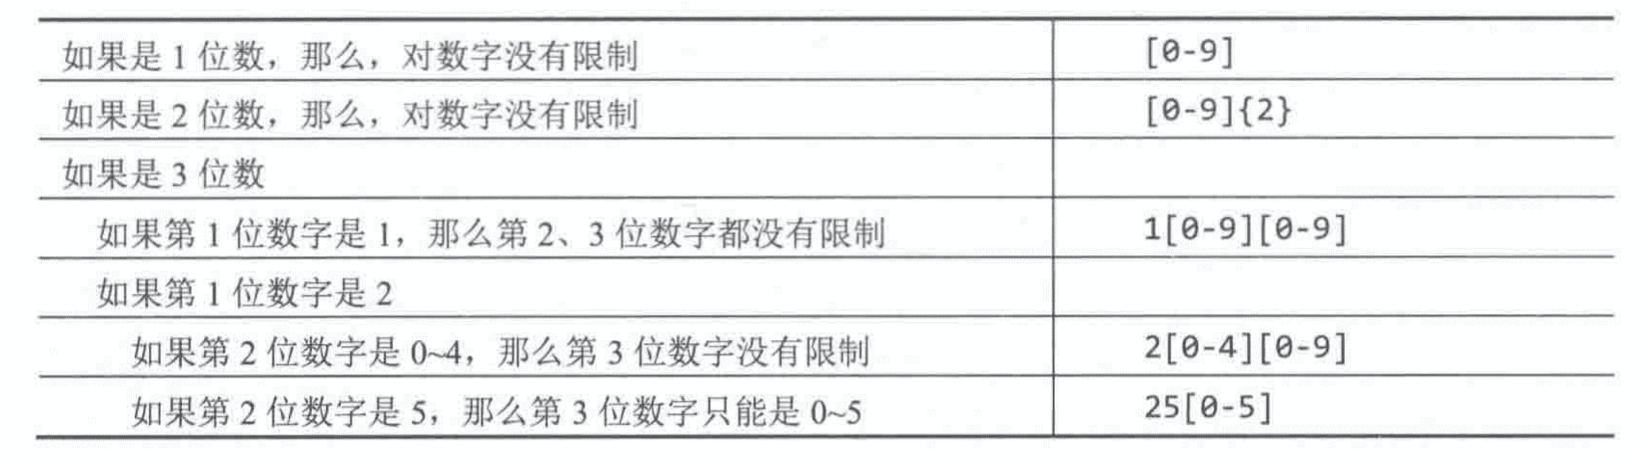 如果是 1 位数，那么，对数字没有限制 [0-9]
如果是 2 位数，那么，对数字没有限制 [0-9]{2}
如果是 3 位数
如果第 1 位数字是 1，那么第 2、3 位数字都没有限制 1[0-9][0-9]
如果第 1 位数字是 2
如果第 2 位数字是 0~4，那么第 3 位数字没有限制 2[0-4][0-9]
如果第 2 位数字是 5，那么第 3 位数字只能是 0~5 25[0-5]